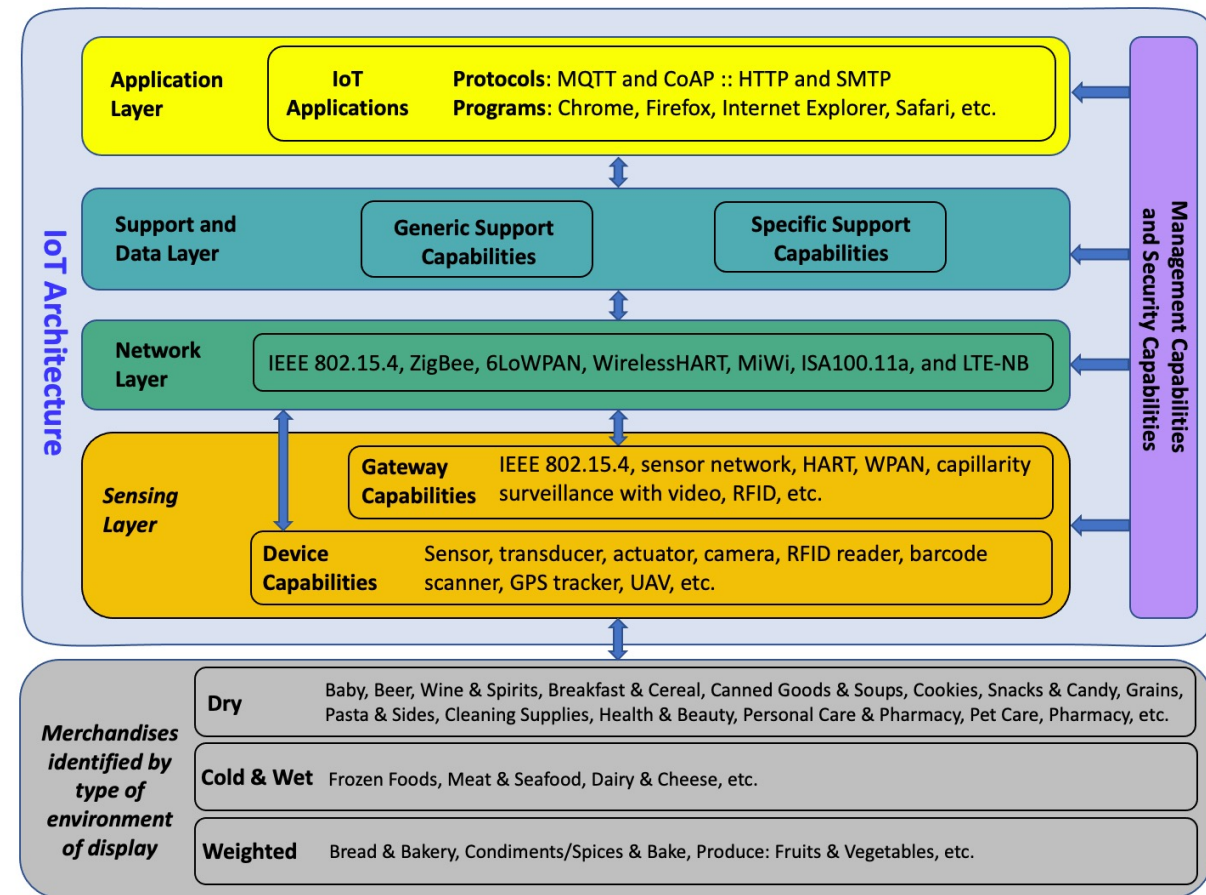 IoT Architecture
Application
Layer
IoT
Applications
Protocols: MQTT and CoAP :: HTTP and SMTP
Programs: Chrome, Firefox, Internet Explorer, Safari, etc.
Support and
Data Layer
Generic Support
Capabilities
Specific Support
Capabilities
Network
Layer
IEEE 802.15.4, ZigBee, 6LoWPAN, WirelessHART, MiWi, ISA100.11a, and LTE-NB
Sensing
Layer
Gateway
Capabilities
IEEE 802.15.4, sensor network, HART, WPAN, capillarity
surveillance with video, RFID, etc.
Device
Capabilities
Sensor, transducer, actuator, camera, RFID reader, barcode
scanner, GPS tracker, UAV, etc.
Management Capabilities
and Security Capabilities
Merchandises
identified by
type of
environment
of display
Dry
Baby, Beer, Wine & Spirits, Breakfast & Cereal, Canned Goods & Soups, Cookies, Snacks & Candy, Grains,
Pasta & Sides, Cleaning Supplies, Health & Beauty, Personal Care & Pharmacy, Pet Care, Pharmacy, etc.
Cold & Wet
Frozen Foods, Meat & Seafood, Dairy & Cheese, etc.
Weighted
Bread & Bakery, Condiments/Spices & Bake, Produce: Fruits & Vegetables, etc.